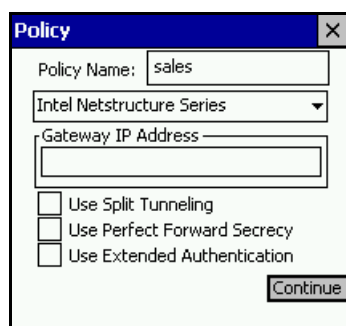 Policy
Policy Name: sales
Intel Netstructure Series
Gateway IP Address
Use Split Tunneling
Use Perfect Forward Secrecy
Use Extended Authentication
Continue